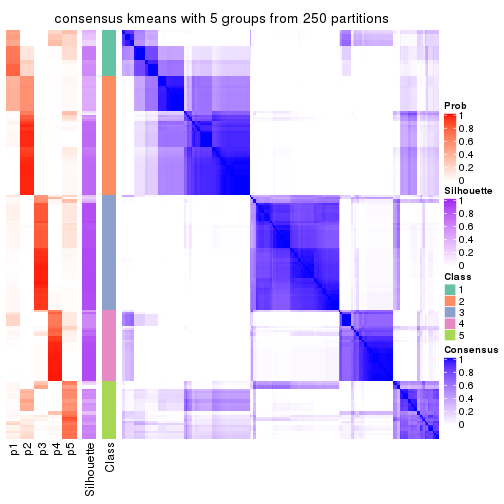 consensus kmeans with 5 groups from 250 partitions
Prob
1
0.8
0.6
0.4
0.2
0
Silhouette
1
0.8
0.6
0.4
0.2
0
Class
1
2
3
4
5
Consensus
1
0.8
0.6
0.4
0.2
0
p1
p2
p3
p4
p5
Silhouette
Class